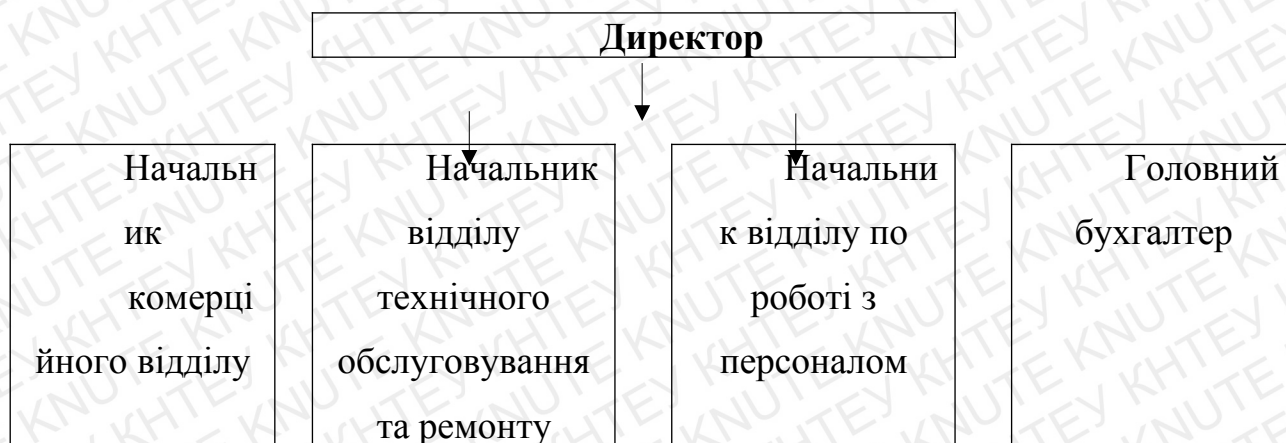 Директор
Начальн
ик
комерці
йного відділу
Начальник
відділу
технічного
обслуговування
та ремонту
Начальни
к відділу по
роботі з
персоналом
Головний
бухгалтер